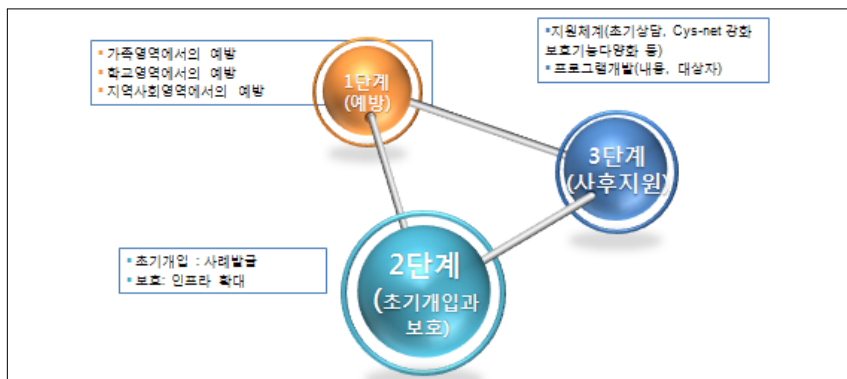 ▪가족영역에서의 예방
▪학교영역에서의 예방
▪지역사회영역에서의 예방
1단계
(예방)
▪지원체계(초기상담, Cys-net 강화
보호기능다양화 등)
▪프로그램개발(내용, 대상자)
3단계
(사후지원)
▪초기개입 : 사례발굴
▪보호: 인프라 확대
2단계
(초기개입과
보호)